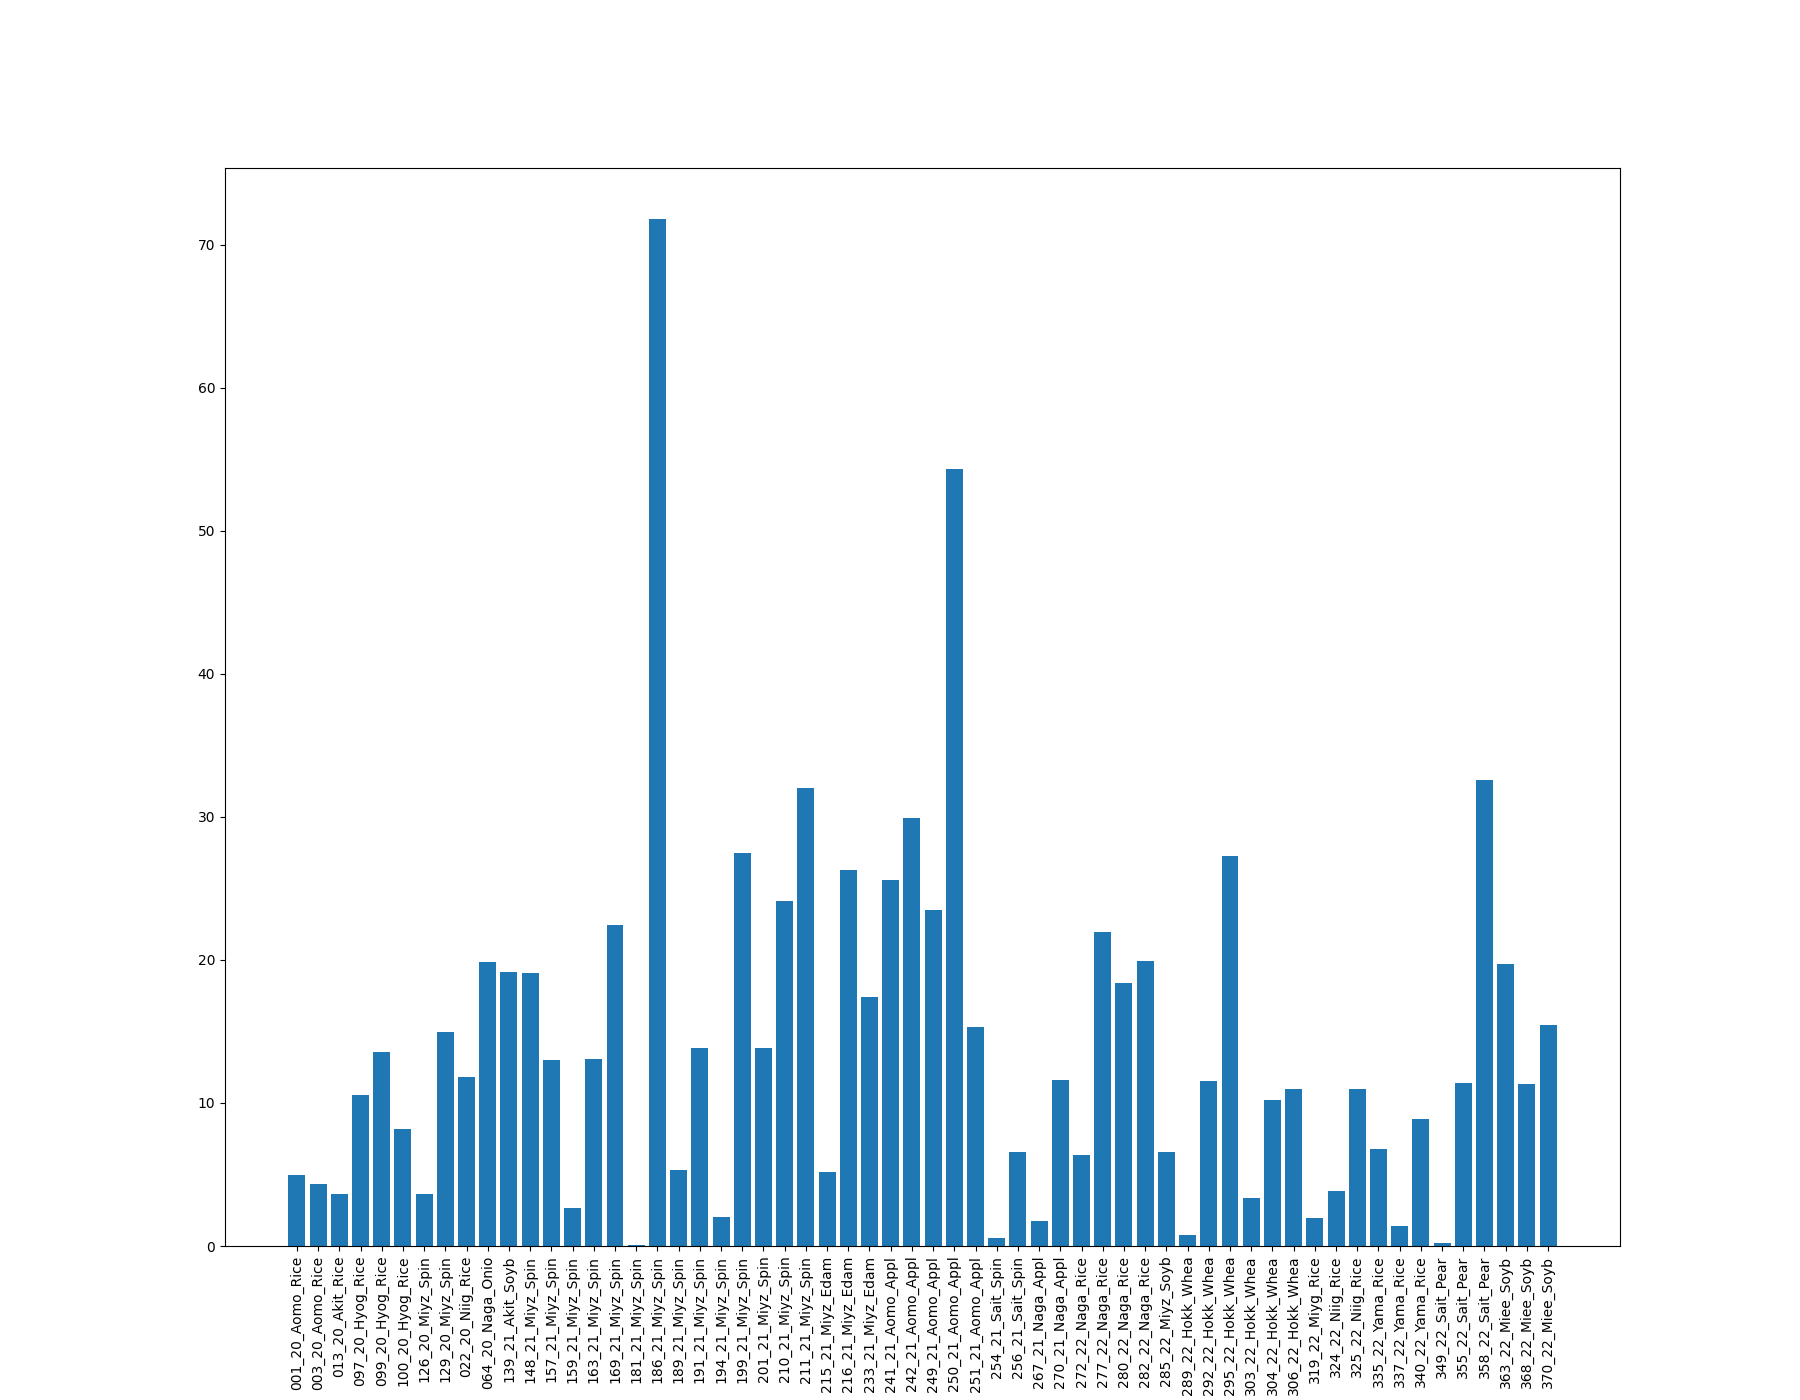 70
60
50
40
30
20
10
0
001_20_Aomo_Rice
003_20_Aomo_Rice
013_20_Akit_Rice
097_20_Hyog_Rice
099_20_Hyog_Rice
100_20_Hyog_Rice
126_20_Miyz_Spin
129_20_Miyz_Spin
022_20_Niig_Rice
064_20_Naga_Onio
139_21_Akit_Soyb
148_21_Miyz_Spin
157_21_Miyz_Spin
159_21_Miyz_Spin
163_21_Miyz_Spin
169_21_Miyz_Spin
181_21_Miyz_Spin
186_21_Miyz_Spin
189_21_Miyz_Spin
191_21_Miyz_Spin
194_21_Miyz_Spin
199_21_Miyz_Spin
201_21_Miyz_Spin
210_21_Miyz_Spin
211_21_Miyz_Spin
215_21_Miyz_Edam
216_21_Miyz_Edam
233_21_Miyz_Edam
241_21_Aomo_Appl
242_21_Aomo_Appl
249_21_Aomo_Appl
250_21_Aomo_Appl
251_21_Aomo_Appl
254_21_Sait_Spin
256_21_Sait_Spin
267_21_Naga_Appl
270_21_Naga_Appl
272_22_Naga_Rice
277_22_Naga_Rice
280_22_Naga_Rice
282_22_Naga_Rice
285_22_Miyz_Soyb
289_22_Hokk_Whea
292_22_Hokk_Whea
295_22_Hokk_Whea
303_22_Hokk_Whea
304_22_Hokk_Whea
306_22_Hokk_Whea
319_22_Miyg_Rice
324_22_Niig_Rice
325_22_Niig_Rice
335_22_Yama_Rice
337_22_Yama_Rice
340_22_Yama_Rice
349_22_Sait_Pear
355_22_Sait_Pear
358_22_Sait_Pear
363_22_Miee_Soyb
368_22_Miee_Soyb
370_22_Miee_Soyb